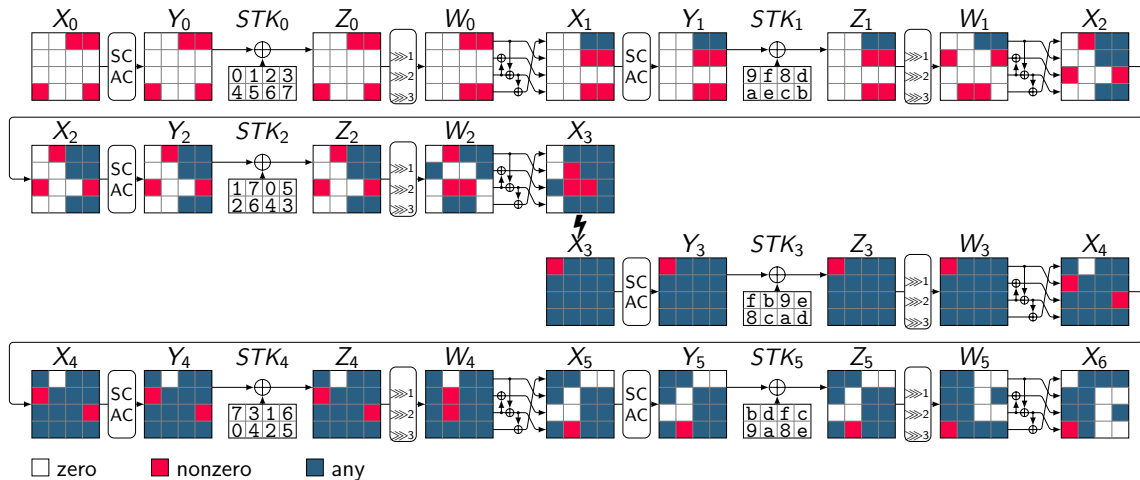 X0 Y0 STK0 Z0 W0 X1 Y1 STK1 Z1 W1 X2
SC AC 0 1 2 3 ⋙1 ⋙2 ⋙3 SC AC 9 f 8 d ⋙1 ⋙2 ⋙3
4 5 6 7 a e c b
X2 Y2 STK2 Z2 W2 X3
SC AC 1 7 0 5 ⋙1 ⋙2 ⋙3
2 6 4 3
X3 Y3 STK3 Z3 W3 X4
SC AC f b 9 e ⋙1 ⋙2 ⋙3
8 c a d
X4 Y4 STK4 Z4 W4 X5 Y5 STK5 Z5 W5 X6
SC AC 7 3 1 6 ⋙1 ⋙2 ⋙3 SC AC b d f c ⋙1 ⋙2 ⋙3
0 4 2 5 9 a 8 e
zero nonzero any